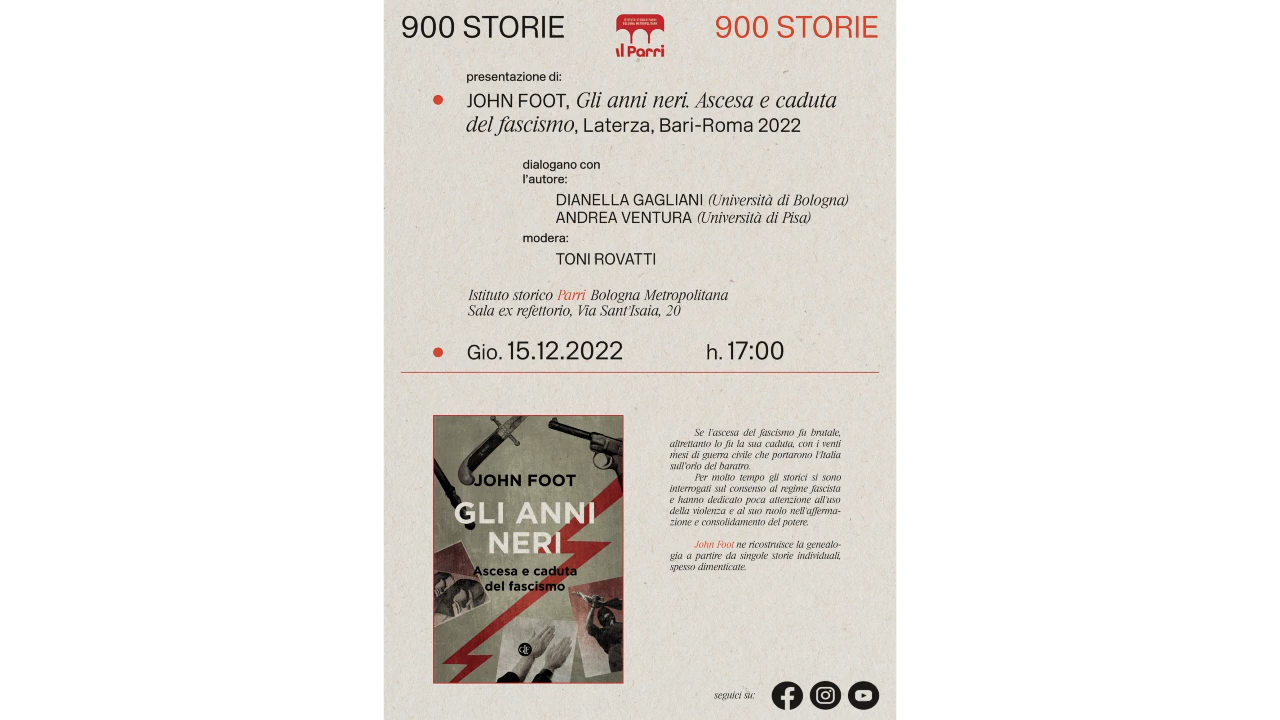 900 STORIE
ISTITUTO STORICO PARRI
BOLOGNA METROPOLITANA
il Parri
900 STORIE
presentazione di:
JOHN FOOT, Gli anni neri. Ascesa e caduta
del fascismo, Laterza, Bari-Roma 2022
dialogano con
l'autore:
DIANELLA GAGLIANI (Università di Bologna)
ANDREA VENTURA (Università di Pisa)
modera:
TONI ROVATTI
Istituto storico Parri Bologna Metropolitana
Sala ex refettorio, Via Sant'Isaia, 20
Gio. 15.12.2022 h. 17:00
JOHN FOOT
GLI ANNI
NERI
Ascesa e caduta
del fascismo
Se l'ascesa del fascismo fu brutale,
altrettanto lo fu la sua caduta, con i venti
mesi di guerra civile che portarono l'Italia
sull'orlo del baratro.
Per molto tempo gli storici si sono
interrogati sul consenso al regime fascista
e hanno dedicato poca attenzione all'uso
della violenza e al suo ruolo nell'afferma-
zione e consolidamento del potere.
John Foot ne ricostruisce la genealo-
gia a partire da singole storie individuali,
spesso dimenticate.
seguici su: